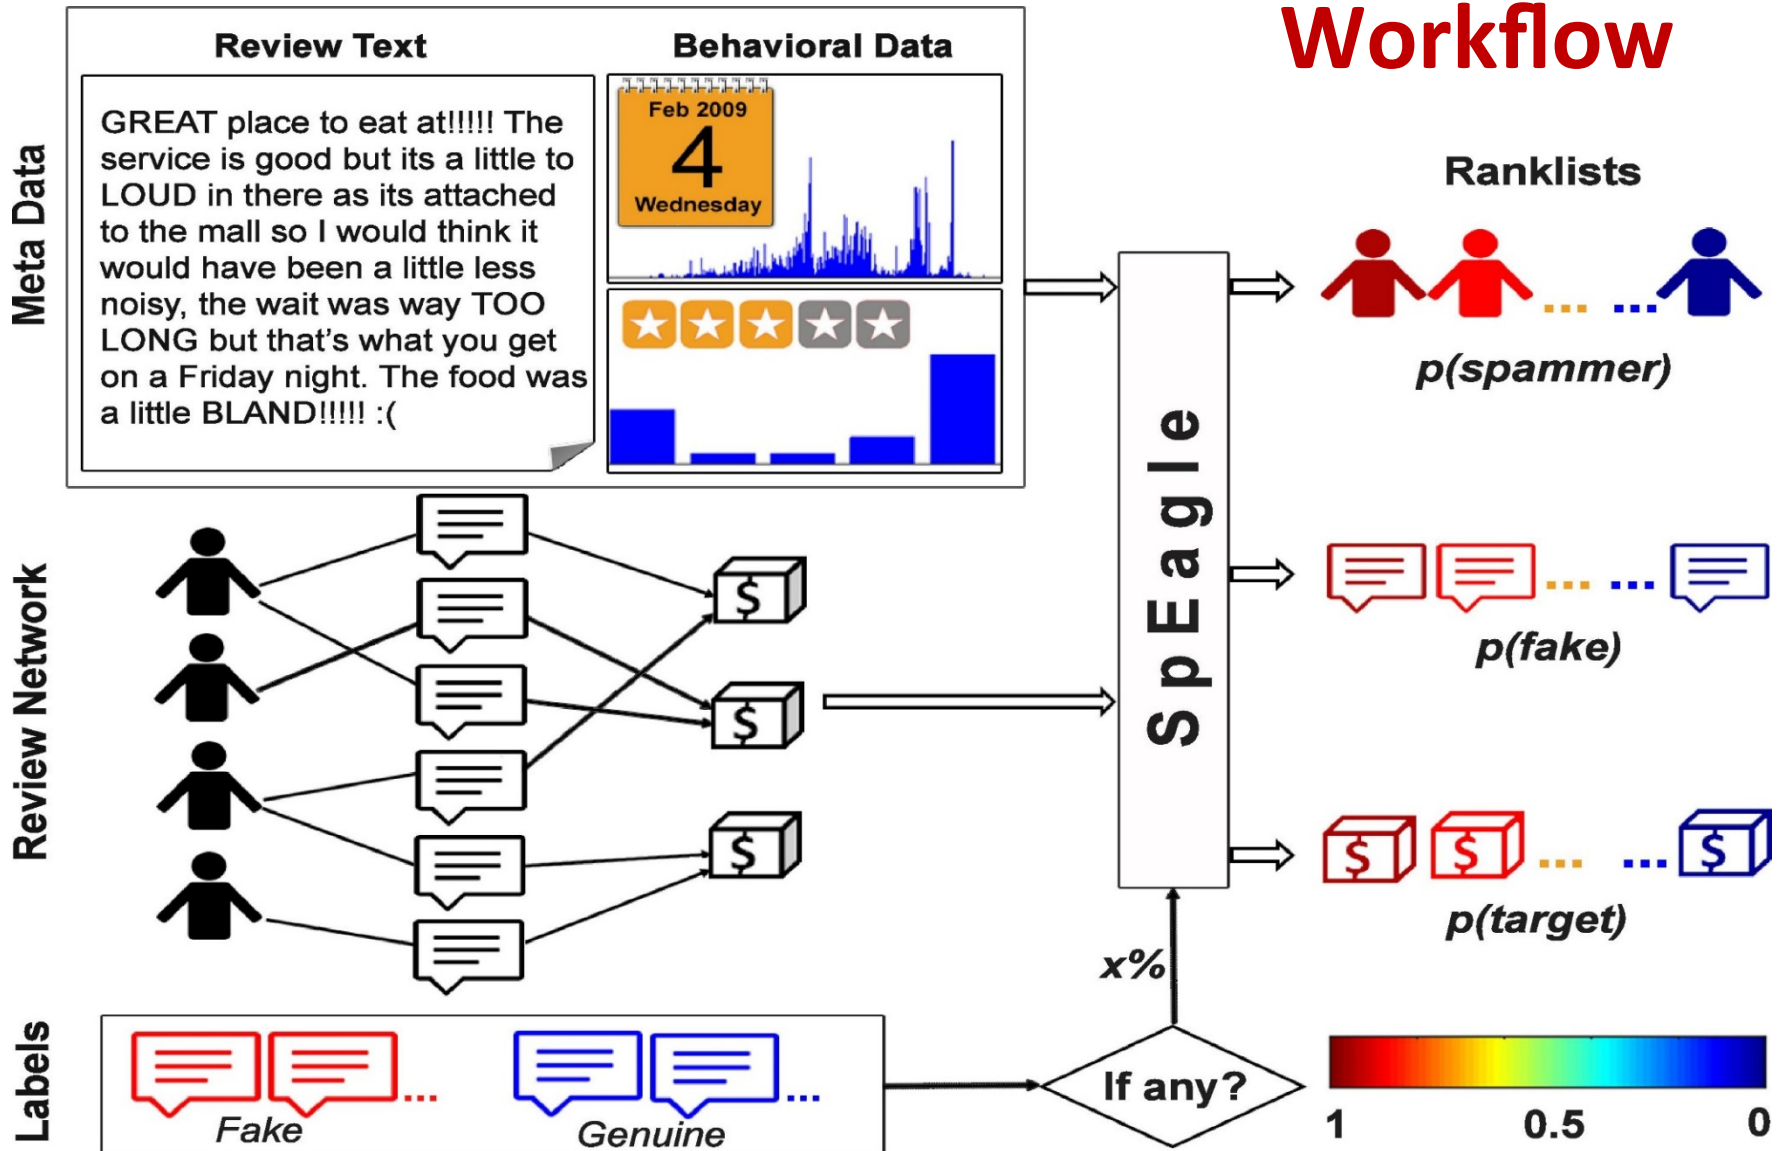 Workflow
Meta Data
Review Text
GREAT place to eat at!!!!! The
service is good but its a little to
LOUD in there as its attached
to the mall so I would think it
would have been a little less
noisy, the wait was way TOO
LONG but that's what you get
on a Friday night. The food was
a little BLAND!!!!! :(
Behavioral Data
Feb 2009
4
Wednesday
Review Network
$
$
$
Labels
Fake
...
Genuine
...
If any?
x%
SpEagle
Ranklists
... ...
p(spammer)
... ...
p(fake)
$ $ ... ... $
p(target)
1 0.5 0